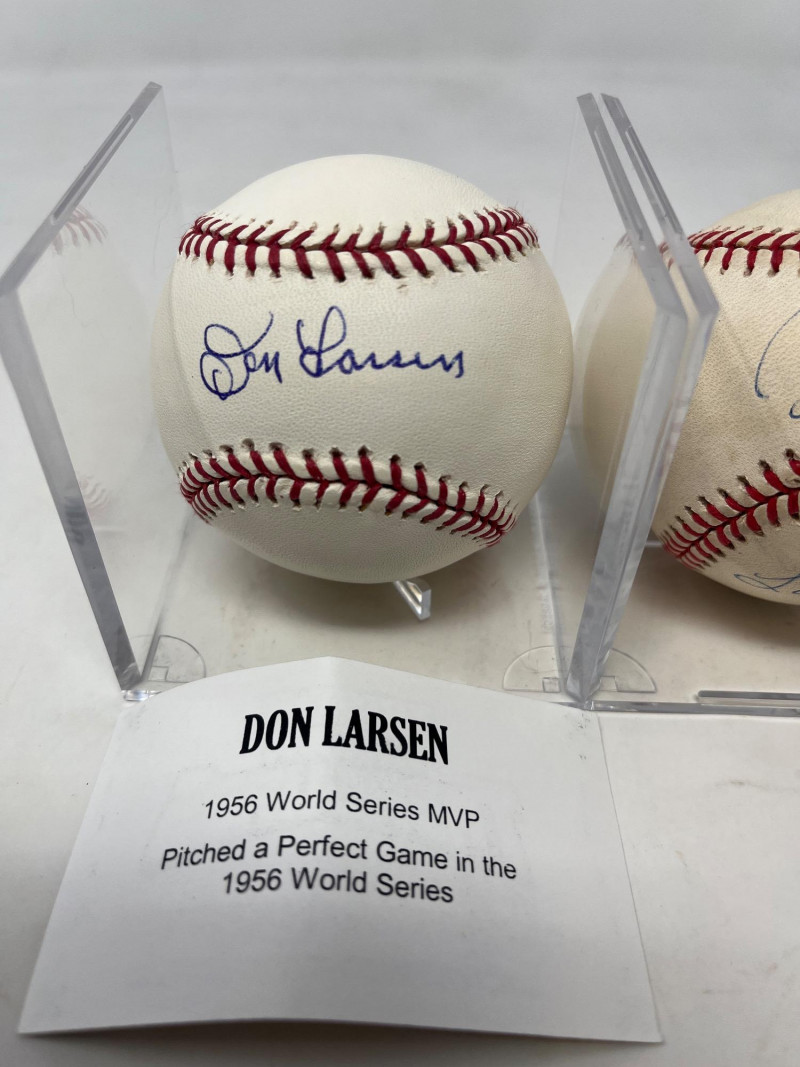 Don Larsen
DON LARSEN
1956 World Series MVP
Pitched a Perfect Game in the
1956 World Series